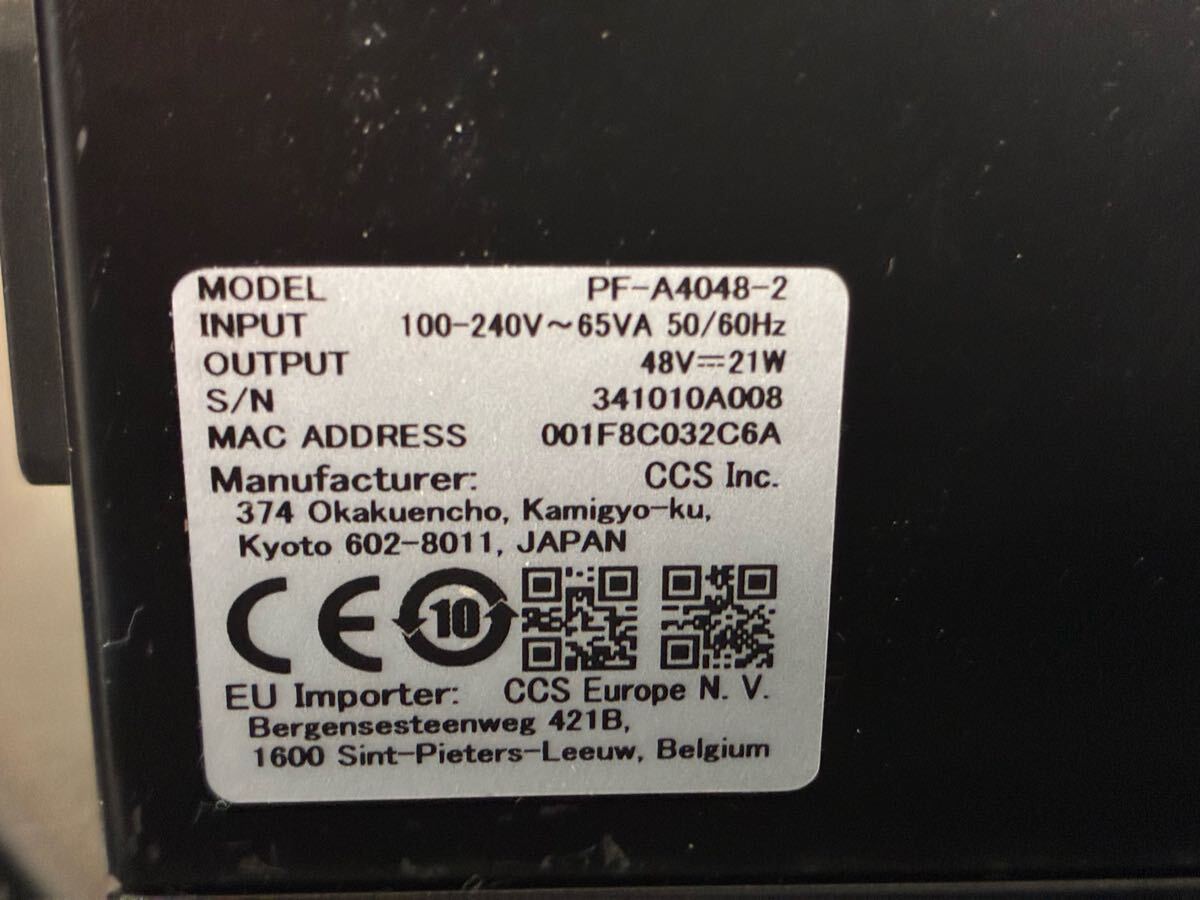 MODEL PF-A4048-2
INPUT 100-240V～65VA 50/60Hz
OUTPUT 48V⎓21W
S/N 341010A008
MAC ADDRESS 001F8C032C6A
Manufacturer: CCS Inc.
374 Okakuencho, Kamigyo-ku,
Kyoto 602-8011, JAPAN
CE 10
EU Importer: CCS Europe N. V.
Bergensesteenweg 421B,
1600 Sint-Pieters-Leeuw, Belgium